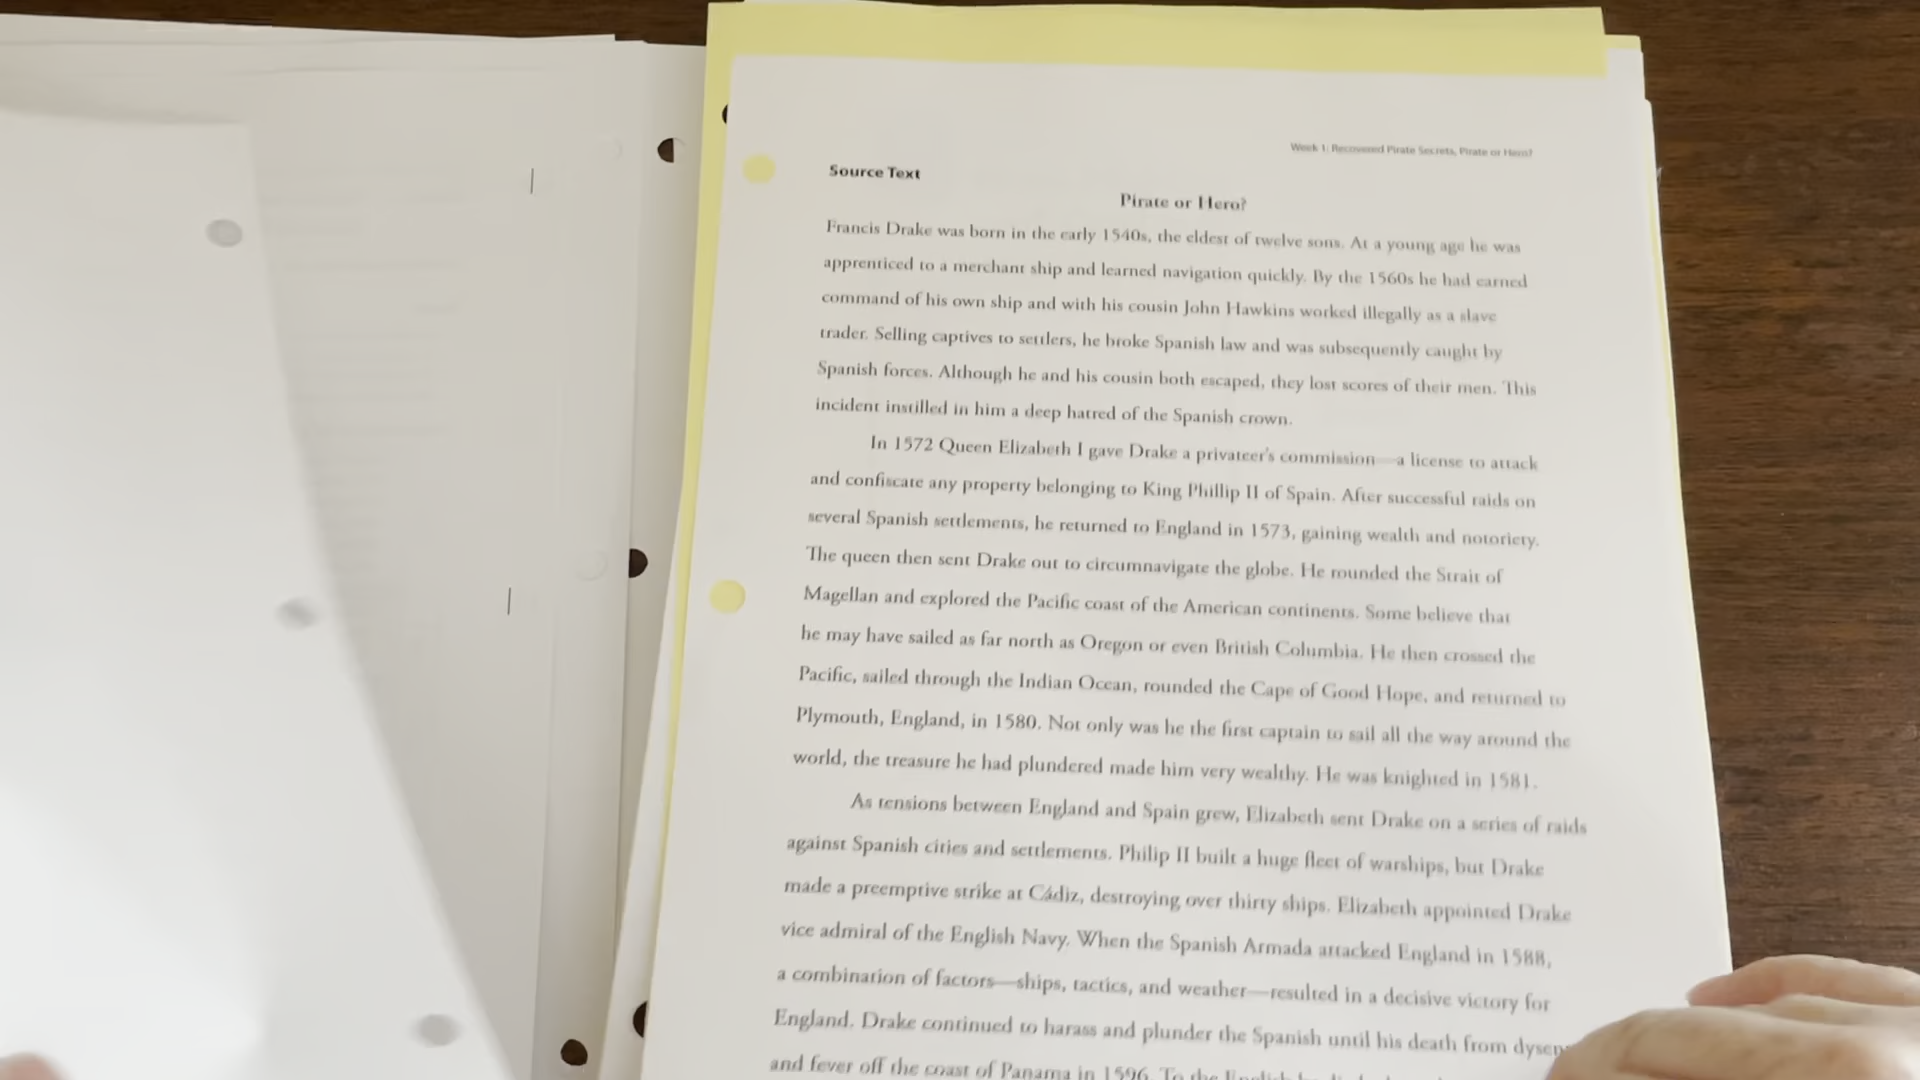 Week 1: Recovered Pirate Secrets, Pirate or Hero?
Source Text
Pirate or Hero?
Francis Drake was born in the early 1540s, the eldest of twelve sons. At a young age he was
apprenticed to a merchant ship and learned navigation quickly. By the 1560s he had earned
command of his own ship and with his cousin John Hawkins worked illegally as a slave
trader. Selling captives to settlers, he broke Spanish law and was subsequently caught by
Spanish forces. Although he and his cousin both escaped, they lost scores of their men. This
incident instilled in him a deep hatred of the Spanish crown.
In 1572 Queen Elizabeth I gave Drake a privateer's commission—a license to attack
and confiscate any property belonging to King Phillip II of Spain. After successful raids on
several Spanish settlements, he returned to England in 1573, gaining wealth and notoriety.
The queen then sent Drake out to circumnavigate the globe. He rounded the Strait of
Magellan and explored the Pacific coast of the American continents. Some believe that
he may have sailed as far north as Oregon or even British Columbia. He then crossed the
Pacific, sailed through the Indian Ocean, rounded the Cape of Good Hope, and returned to
Plymouth, England, in 1580. Not only was he the first captain to sail all the way around the
world, the treasure he had plundered made him very wealthy. He was knighted in 1581.
As tensions between England and Spain grew, Elizabeth sent Drake on a series of raids
against Spanish cities and settlements. Philip II built a huge fleet of warships, but Drake
made a preemptive strike at Cádiz, destroying over thirty ships. Elizabeth appointed Drake
vice admiral of the English Navy. When the Spanish Armada attacked England in 1588,
a combination of factors—ships, tactics, and weather—resulted in a decisive victory for
England. Drake continued to harass and plunder the Spanish until his death from dysen
and fever off the coast of Panama in 1596. To the English